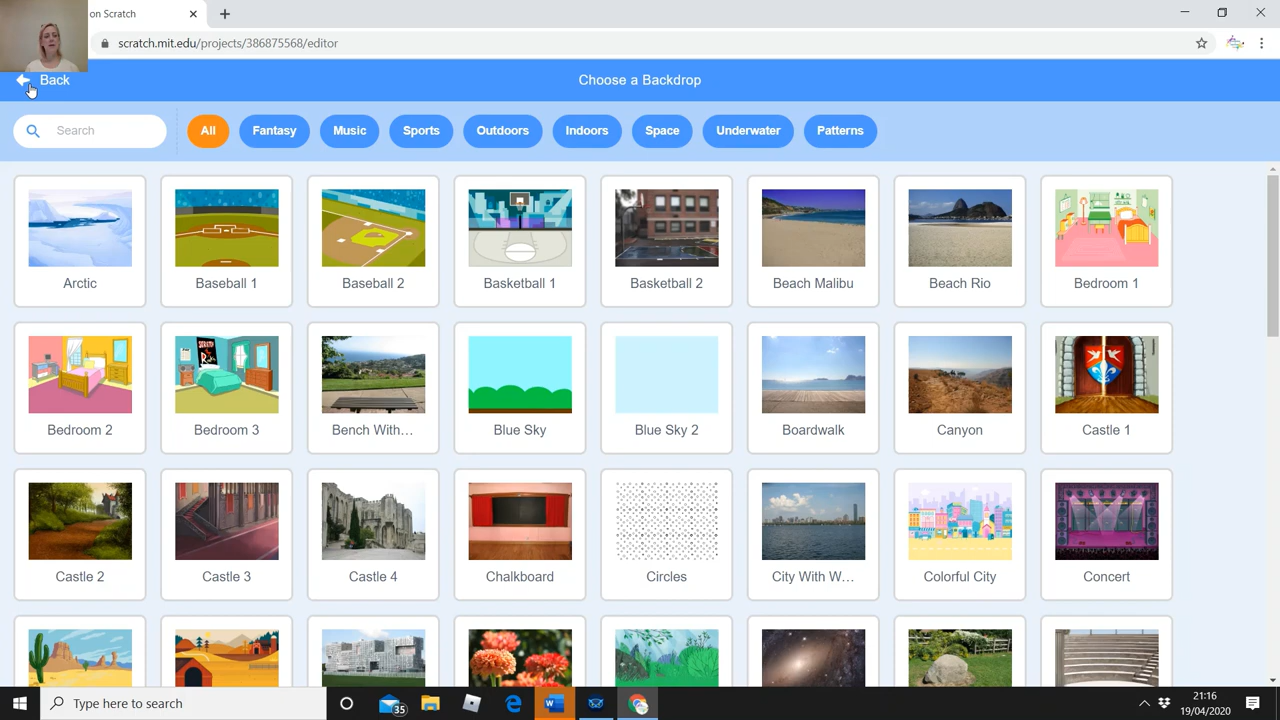 on Scratch
scratch.mit.edu/projects/386875568/editor
Back
Choose a Backdrop
Search
All
Fantasy
Music
Sports
Outdoors
Indoors
Space
Underwater
Patterns
Arctic
Baseball 1
Baseball 2
Basketball 1
Basketball 2
Beach Malibu
Beach Rio
Bedroom 1
Bedroom 2
Bedroom 3
Bench With...
Blue Sky
Blue Sky 2
Boardwalk
Canyon
Castle 1
Castle 2
Castle 3
Castle 4
Chalkboard
Circles
City With W...
Colorful City
Concert
Type here to search
35
21:16
19/04/2020